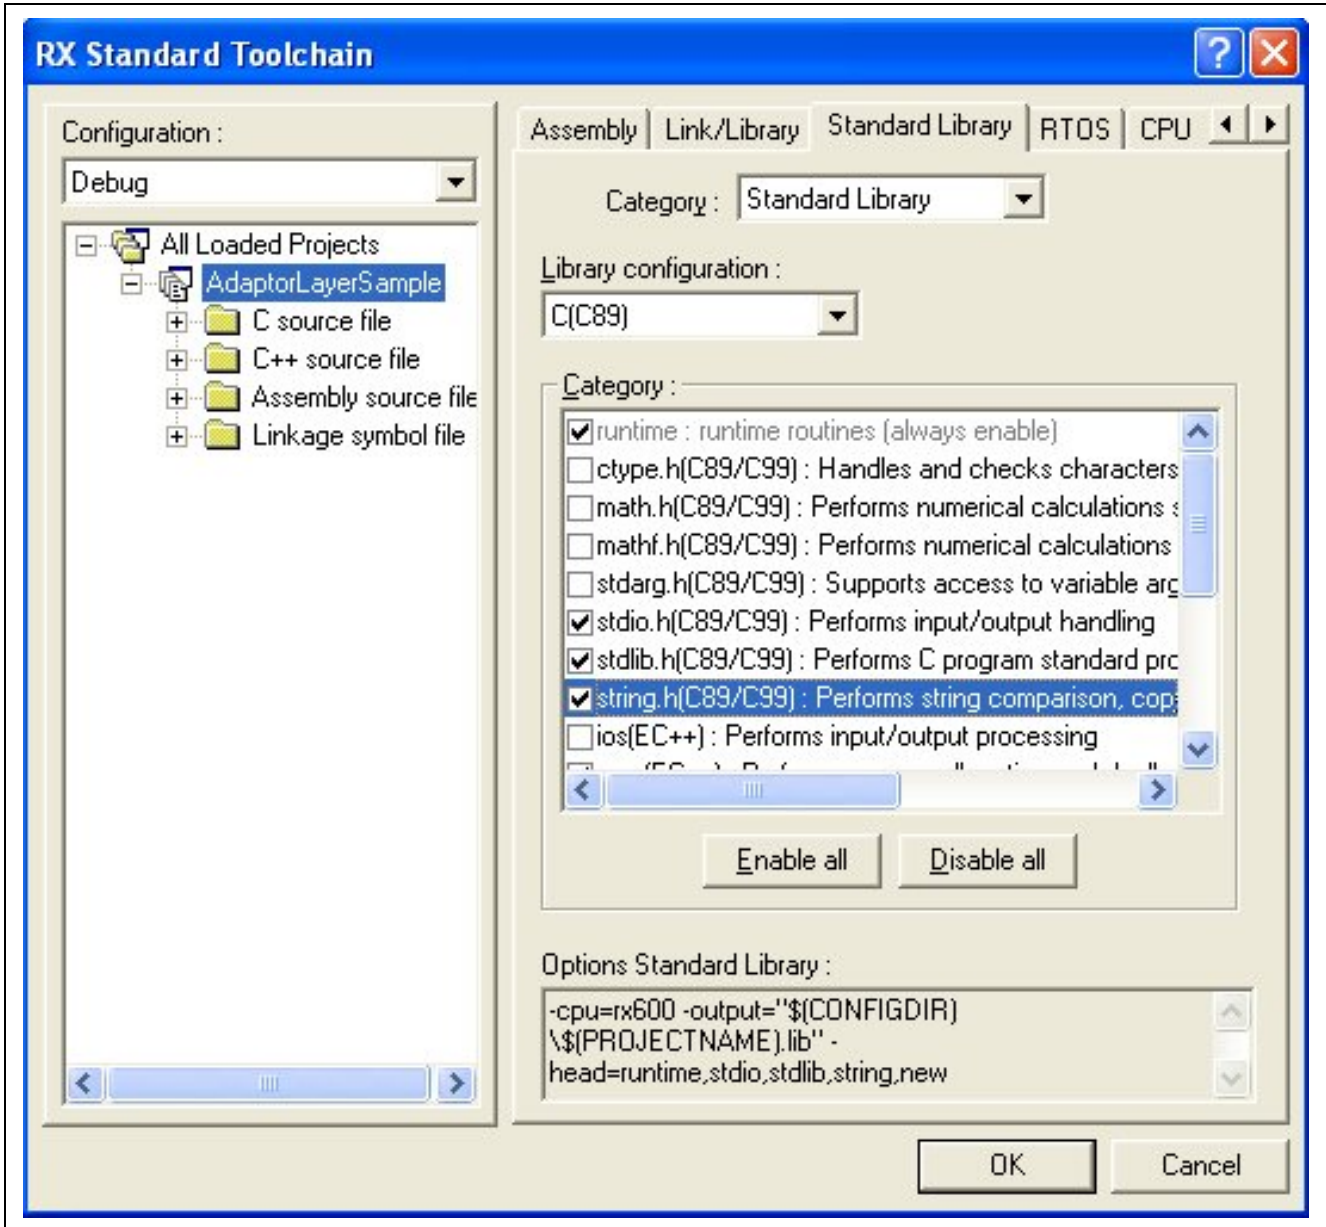 RX Standard Toolchain
Configuration :
Debug
All Loaded Projects
AdaptorLayerSample
C source file
C++ source file
Assembly source file
Linkage symbol file
Assembly
Link/Library
Standard Library
RTOS
CPU
Category : Standard Library
Library configuration :
C(C89)
Category :
runtime : runtime routines (always enable)
ctype.h(C89/C99) : Handles and checks characters
math.h(C89/C99) : Performs numerical calculations
mathf.h(C89/C99) : Performs numerical calculations
stdarg.h(C89/C99) : Supports access to variable arg
stdio.h(C89/C99) : Performs input/output handling
stdlib.h(C89/C99) : Performs C program standard pro
string.h(C89/C99) : Performs string comparison, cop
ios(EC++) : Performs input/output processing
Enable all
Disable all
Options Standard Library :
-cpu=rx600 -output="$(CONFIGDIR)
\$(PROJECTNAME).lib" -
head=runtime,stdio,stdlib,string,new
OK
Cancel